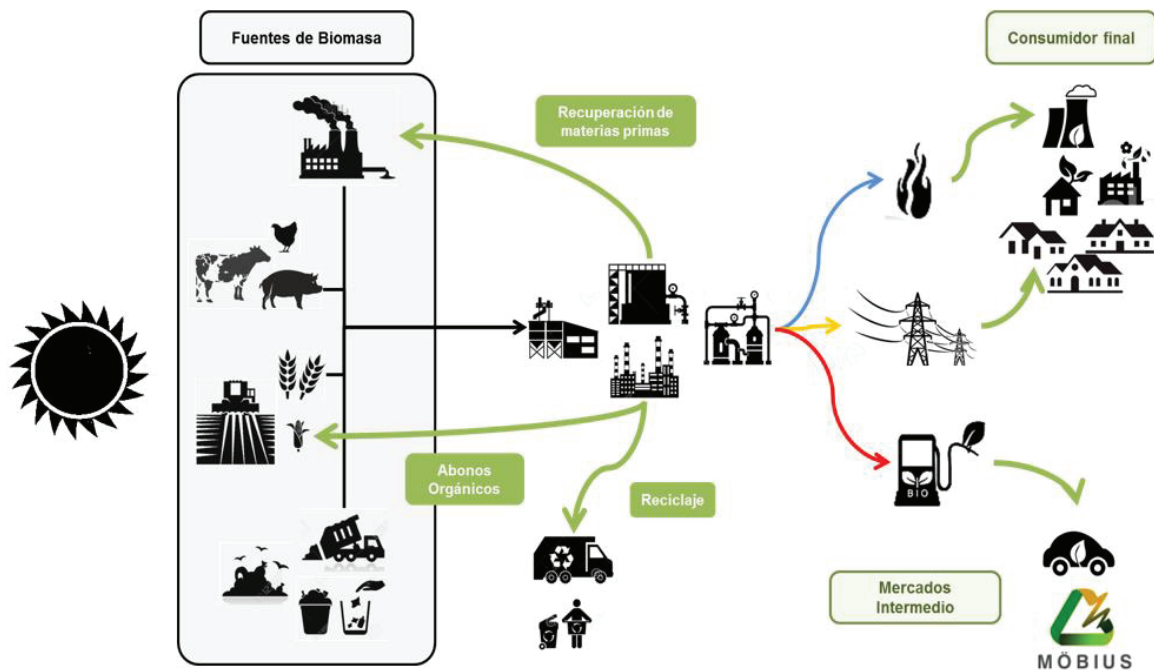 Fuentes de Biomasa
Consumidor final
Recuperación de
materias primas
Abonos
Orgánicos
Reciclaje
BIO
Mercados
Intermedio
MÖBIUS